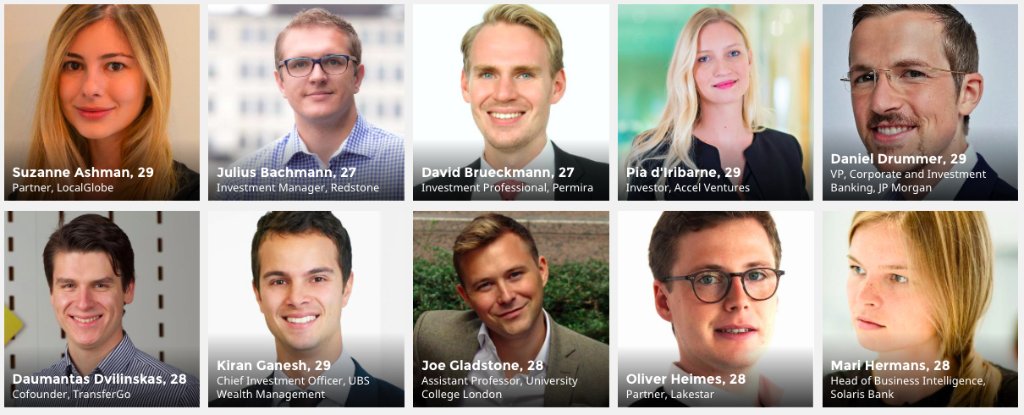 Suzanne Ashman, 29
Partner, LocalGlobe
Julius Bachmann, 27
Investment Manager, Redstone
David Brueckmann, 27
Investment Professional, Permira
Pia d'Iribarne, 29
Investor, Accel Ventures
Daniel Drummer, 29
VP, Corporate and Investment
Banking, JP Morgan
Daumantas Dvilinskas, 28
Cofounder, TransferGo
Kiran Ganesh, 29
Chief Investment Officer, UBS
Wealth Management
Joe Gladstone, 28
Assistant Professor, University
College London
Oliver Heimes, 28
Partner, Lakestar
Mari Hermans, 28
Head of Business Intelligence,
Solaris Bank